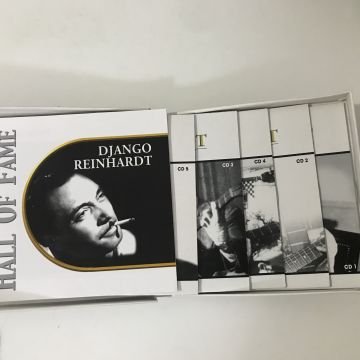 HALL OF FAME
DJANGO
REINHARDT
CD 5
T
CD 3
CD 4
T
CD 2
CD 1